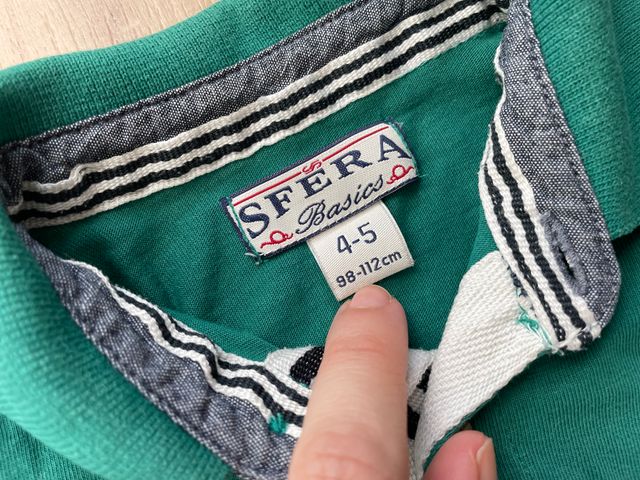 S
SFERA
Basics
4-5
98-112cm